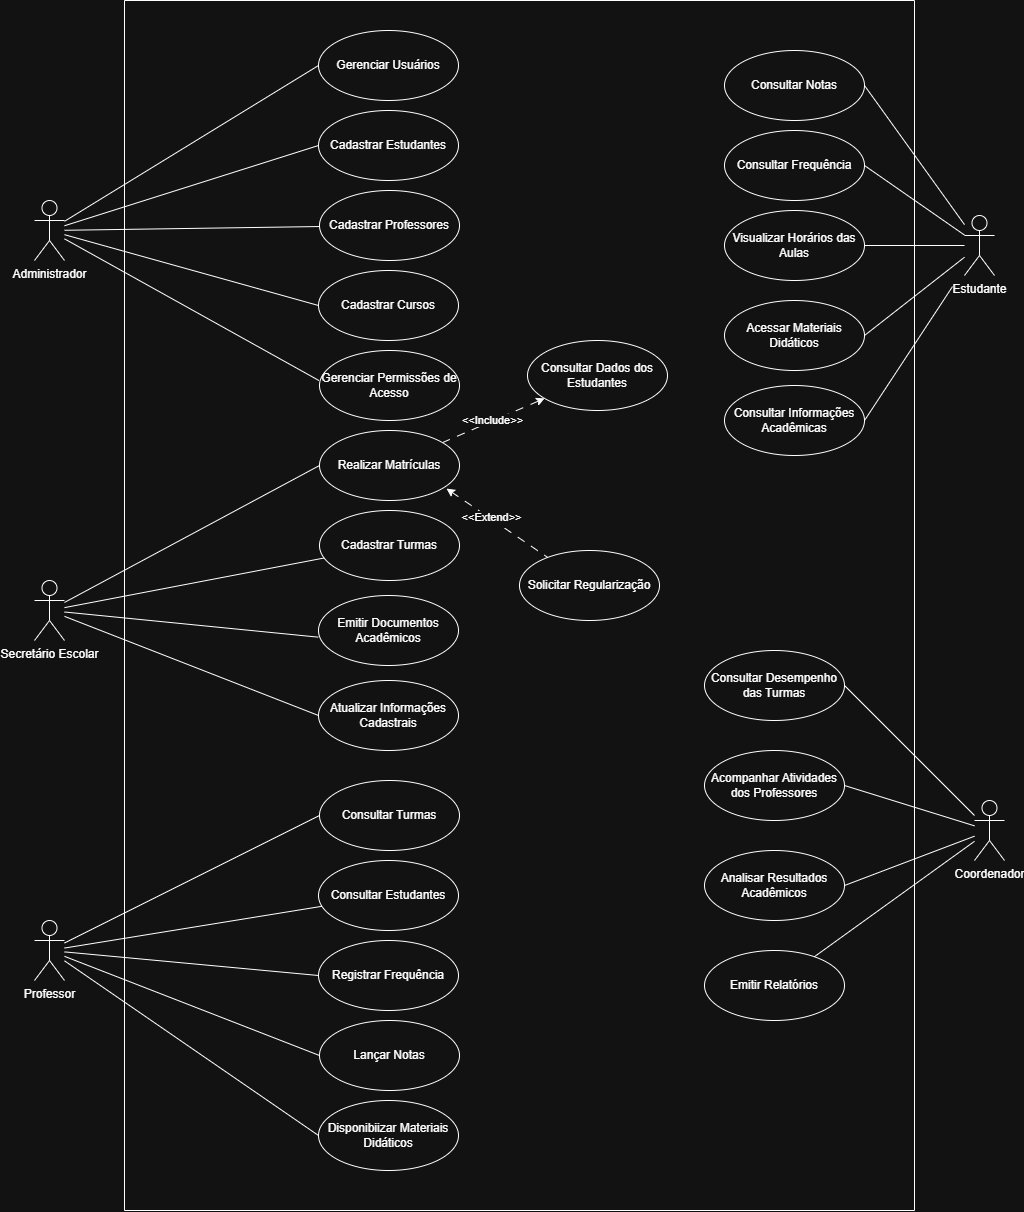 Gerenciar Usuários
Cadastrar Estudantes
Cadastrar Professores
Cadastrar Cursos
Gerenciar Permissões de
Acesso
Administrador
Consultar Dados dos
Estudantes
<<Include>>
Realizar Matrículas
<<Extend>>
Solicitar Regularização
Cadastrar Turmas
Emitir Documentos
Acadêmicos
Atualizar Informações
Cadastrais
Secretário Escolar
Consultar Turmas
Consultar Estudantes
Registrar Frequência
Lançar Notas
Disponibiizar Materiais
Didáticos
Professor
Consultar Notas
Consultar Frequência
Visualizar Horários das
Aulas
Acessar Materiais
Didáticos
Consultar Informações
Acadêmicas
Estudante
Consultar Desempenho
das Turmas
Acompanhar Atividades
dos Professores
Analisar Resultados
Acadêmicos
Emitir Relatórios
Coordenador